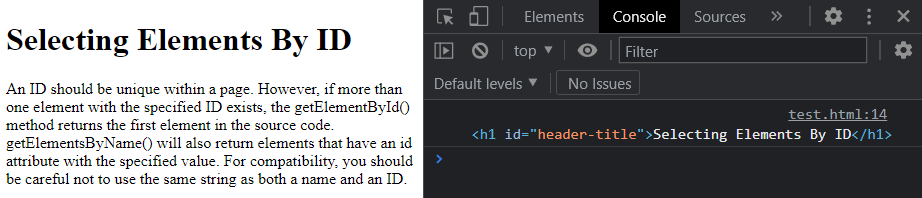 Selecting Elements By ID
An ID should be unique within a page. However, if more than
one element with the specified ID exists, the getElementById()
method returns the first element in the source code.
getElementsByName() will also return elements that have an id
attribute with the specified value. For compatibility, you should
be careful not to use the same string as both a name and an ID.
Elements Console Sources »
top ▼ Filter
Default levels ▼ No Issues
test.html:14
<h1 id="header-title">Selecting Elements By ID</h1>
>